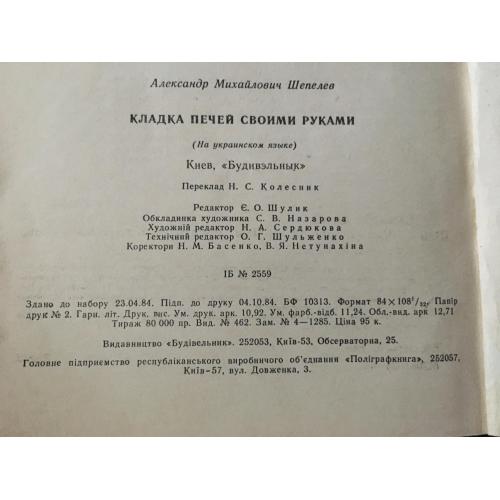 Александр Михайлович Шепелев
КЛАДКА ПЕЧЕЙ СВОИМИ РУКАМИ
(На украинском языке)
Киев, «Будивэльнык»
Переклад Н. С. Колесник
Редактор Є. О. Шулик
Обкладинка художника С. В. Назарова
Художній редактор Н. А. Сердюкова
Технічний редактор О. Г. Шульженко
Коректори Н. М. Басенко, В. Я. Нетунахіна
ІБ № 2559
Здано до набору 23.04.84. Підп. до друку 04.10.84. БФ 10313. Формат 84×108¹/₃₂. Папір
друк № 2. Гарн. літ. Друк. вис. Ум. друк. арк. 10,92. Ум. фарб.-відб. 11,24. Обл.-вид. арк 12,71
Тираж 80 000 пр. Вид. № 462. Зам. № 4—1285. Ціна 95 к.
Видавництво «Будівельник». 252053, Київ-53, Обсерваторна, 25.
Головне підприємство республіканського виробничого об'єднання «Поліграфкнига», 252057,
Київ-57, вул. Довженка, 3.